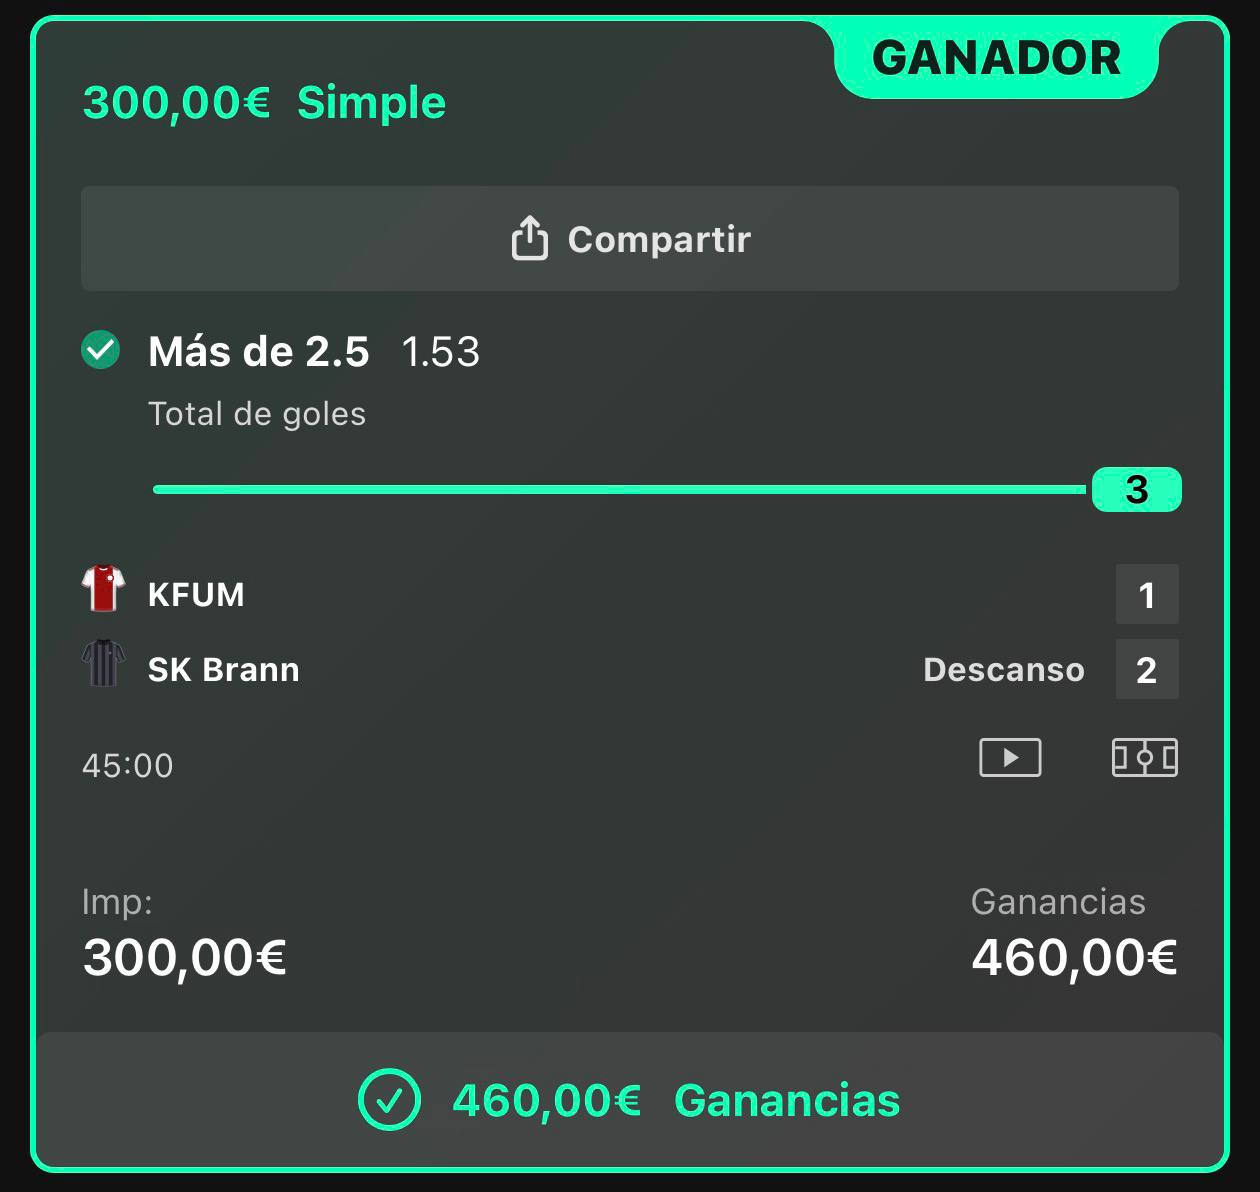 GANADOR
300,00€ Simple
Compartir
Más de 2.5 1.53
Total de goles
3
KFUM 1
SK Brann Descanso 2
45:00
Imp: Ganancias
300,00€ 460,00€
460,00€ Ganancias